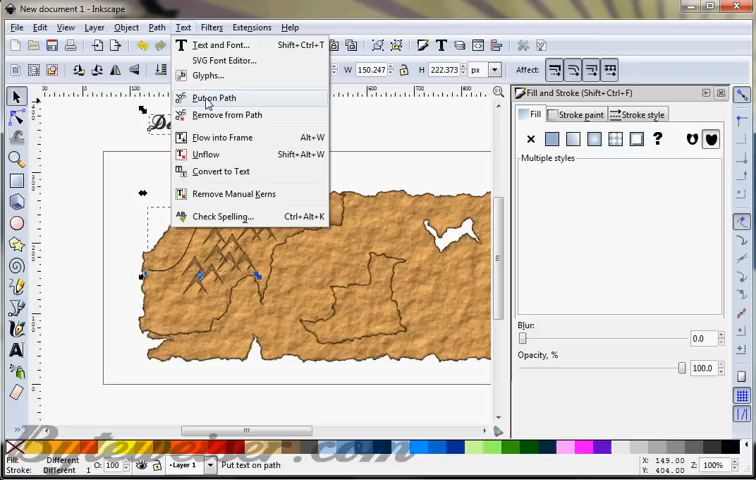 New document 1 - Inkscape
File Edit View Layer Object Path Text Filters Extensions Help
W 150.247 H 222.373 px Affect:
Text and Font... Shift+Ctrl+T
SVG Font Editor...
Glyphs...
Put on Path
Remove from Path
Flow into Frame Alt+W
Unflow Shift+Alt+W
Convert to Text
Remove Manual Kerns
Check Spelling... Ctrl+Alt+K
Fill and Stroke (Shift+Ctrl+F)
Fill Stroke paint Stroke style
Multiple styles
Blur:
0.0
Opacity, %
100.0
Byteweiser.com
Fill: Different
Stroke: Different 1 O: 100 Layer 1 Put text on path X: 149.00 Y: 404.00 Z: 100%